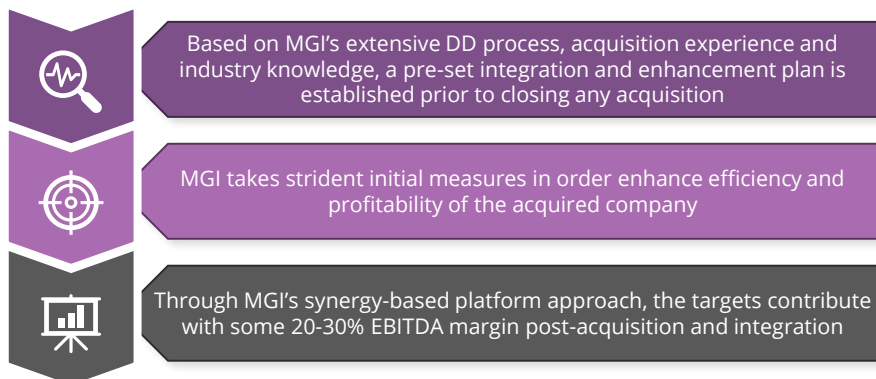 Based on MGI’s extensive DD process, acquisition experience and
industry knowledge, a pre-set integration and enhancement plan is
established prior to closing any acquisition
MGI takes strident initial measures in order enhance efficiency and
profitability of the acquired company
Through MGI’s synergy-based platform approach, the targets contribute
with some 20-30% EBITDA margin post-acquisition and integration